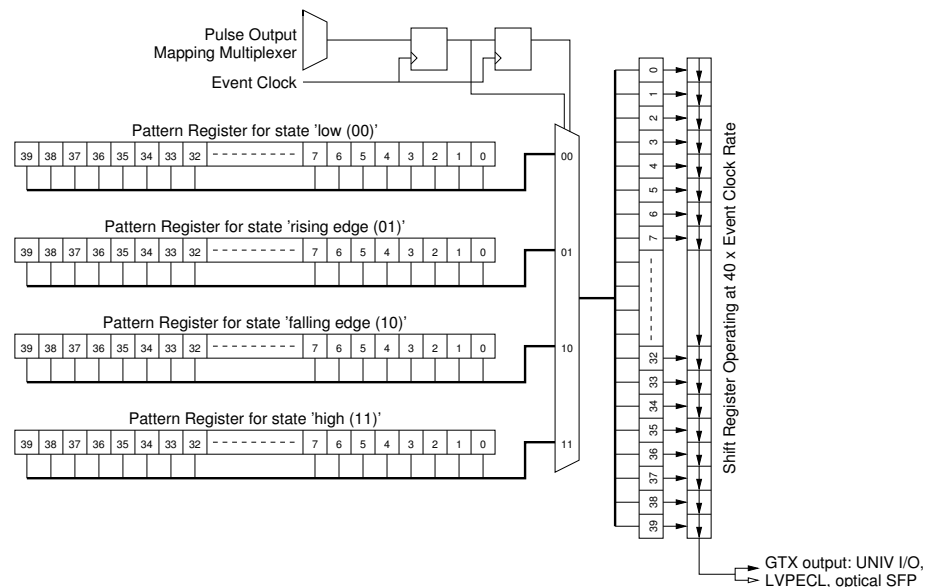 Pulse Output
Mapping Multiplexer
Event Clock
Pattern Register for state 'low (00)'
39 38 37 36 35 34 33 32 7 6 5 4 3 2 1 0
00
Pattern Register for state 'rising edge (01)'
39 38 37 36 35 34 33 32 7 6 5 4 3 2 1 0
01
Pattern Register for state 'falling edge (10)'
39 38 37 36 35 34 33 32 7 6 5 4 3 2 1 0
10
Pattern Register for state 'high (11)'
39 38 37 36 35 34 33 32 7 6 5 4 3 2 1 0
11
0
1
2
3
4
5
6
7
32
33
34
35
36
37
38
39
Shift Register Operating at 40 x Event Clock Rate
GTX output: UNIV I/O,
LVPECL, optical SFP